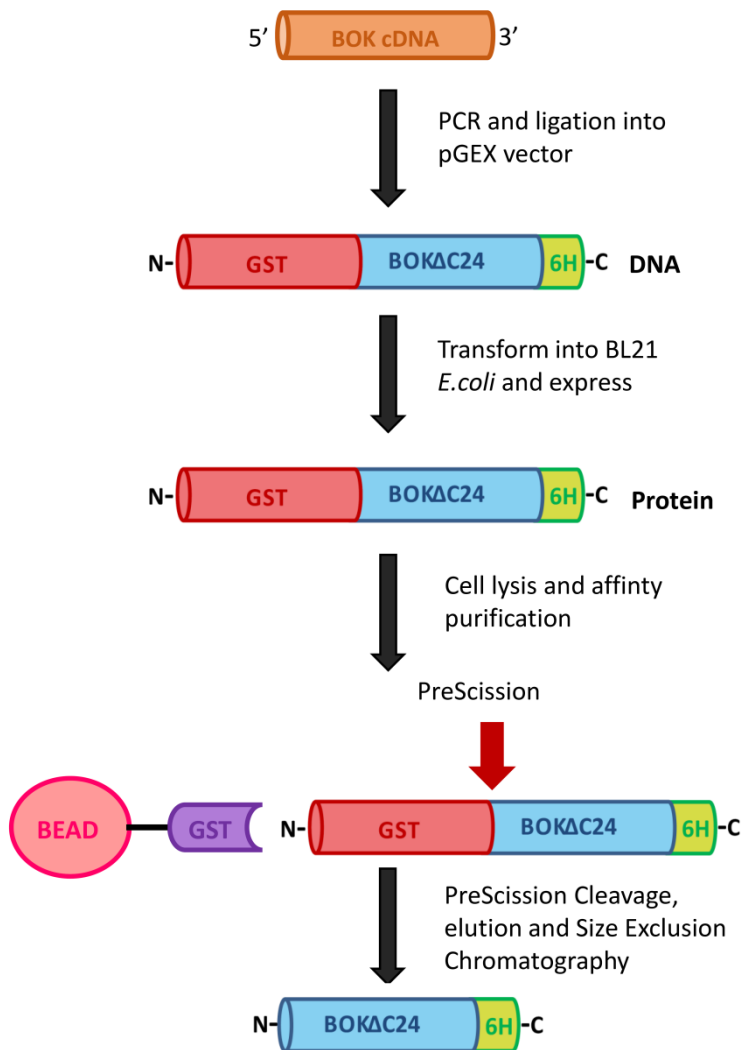 5’ BOK cDNA 3’
PCR and ligation into
pGEX vector
N- GST BOKΔC24 6H -C DNA
Transform into BL21
E.coli and express
N- GST BOKΔC24 6H -C Protein
Cell lysis and affinty
purification
PreScission
BEAD GST N- GST BOKΔC24 6H -C
PreScission Cleavage,
elution and Size Exclusion
Chromatography
N- BOKΔC24 6H -C